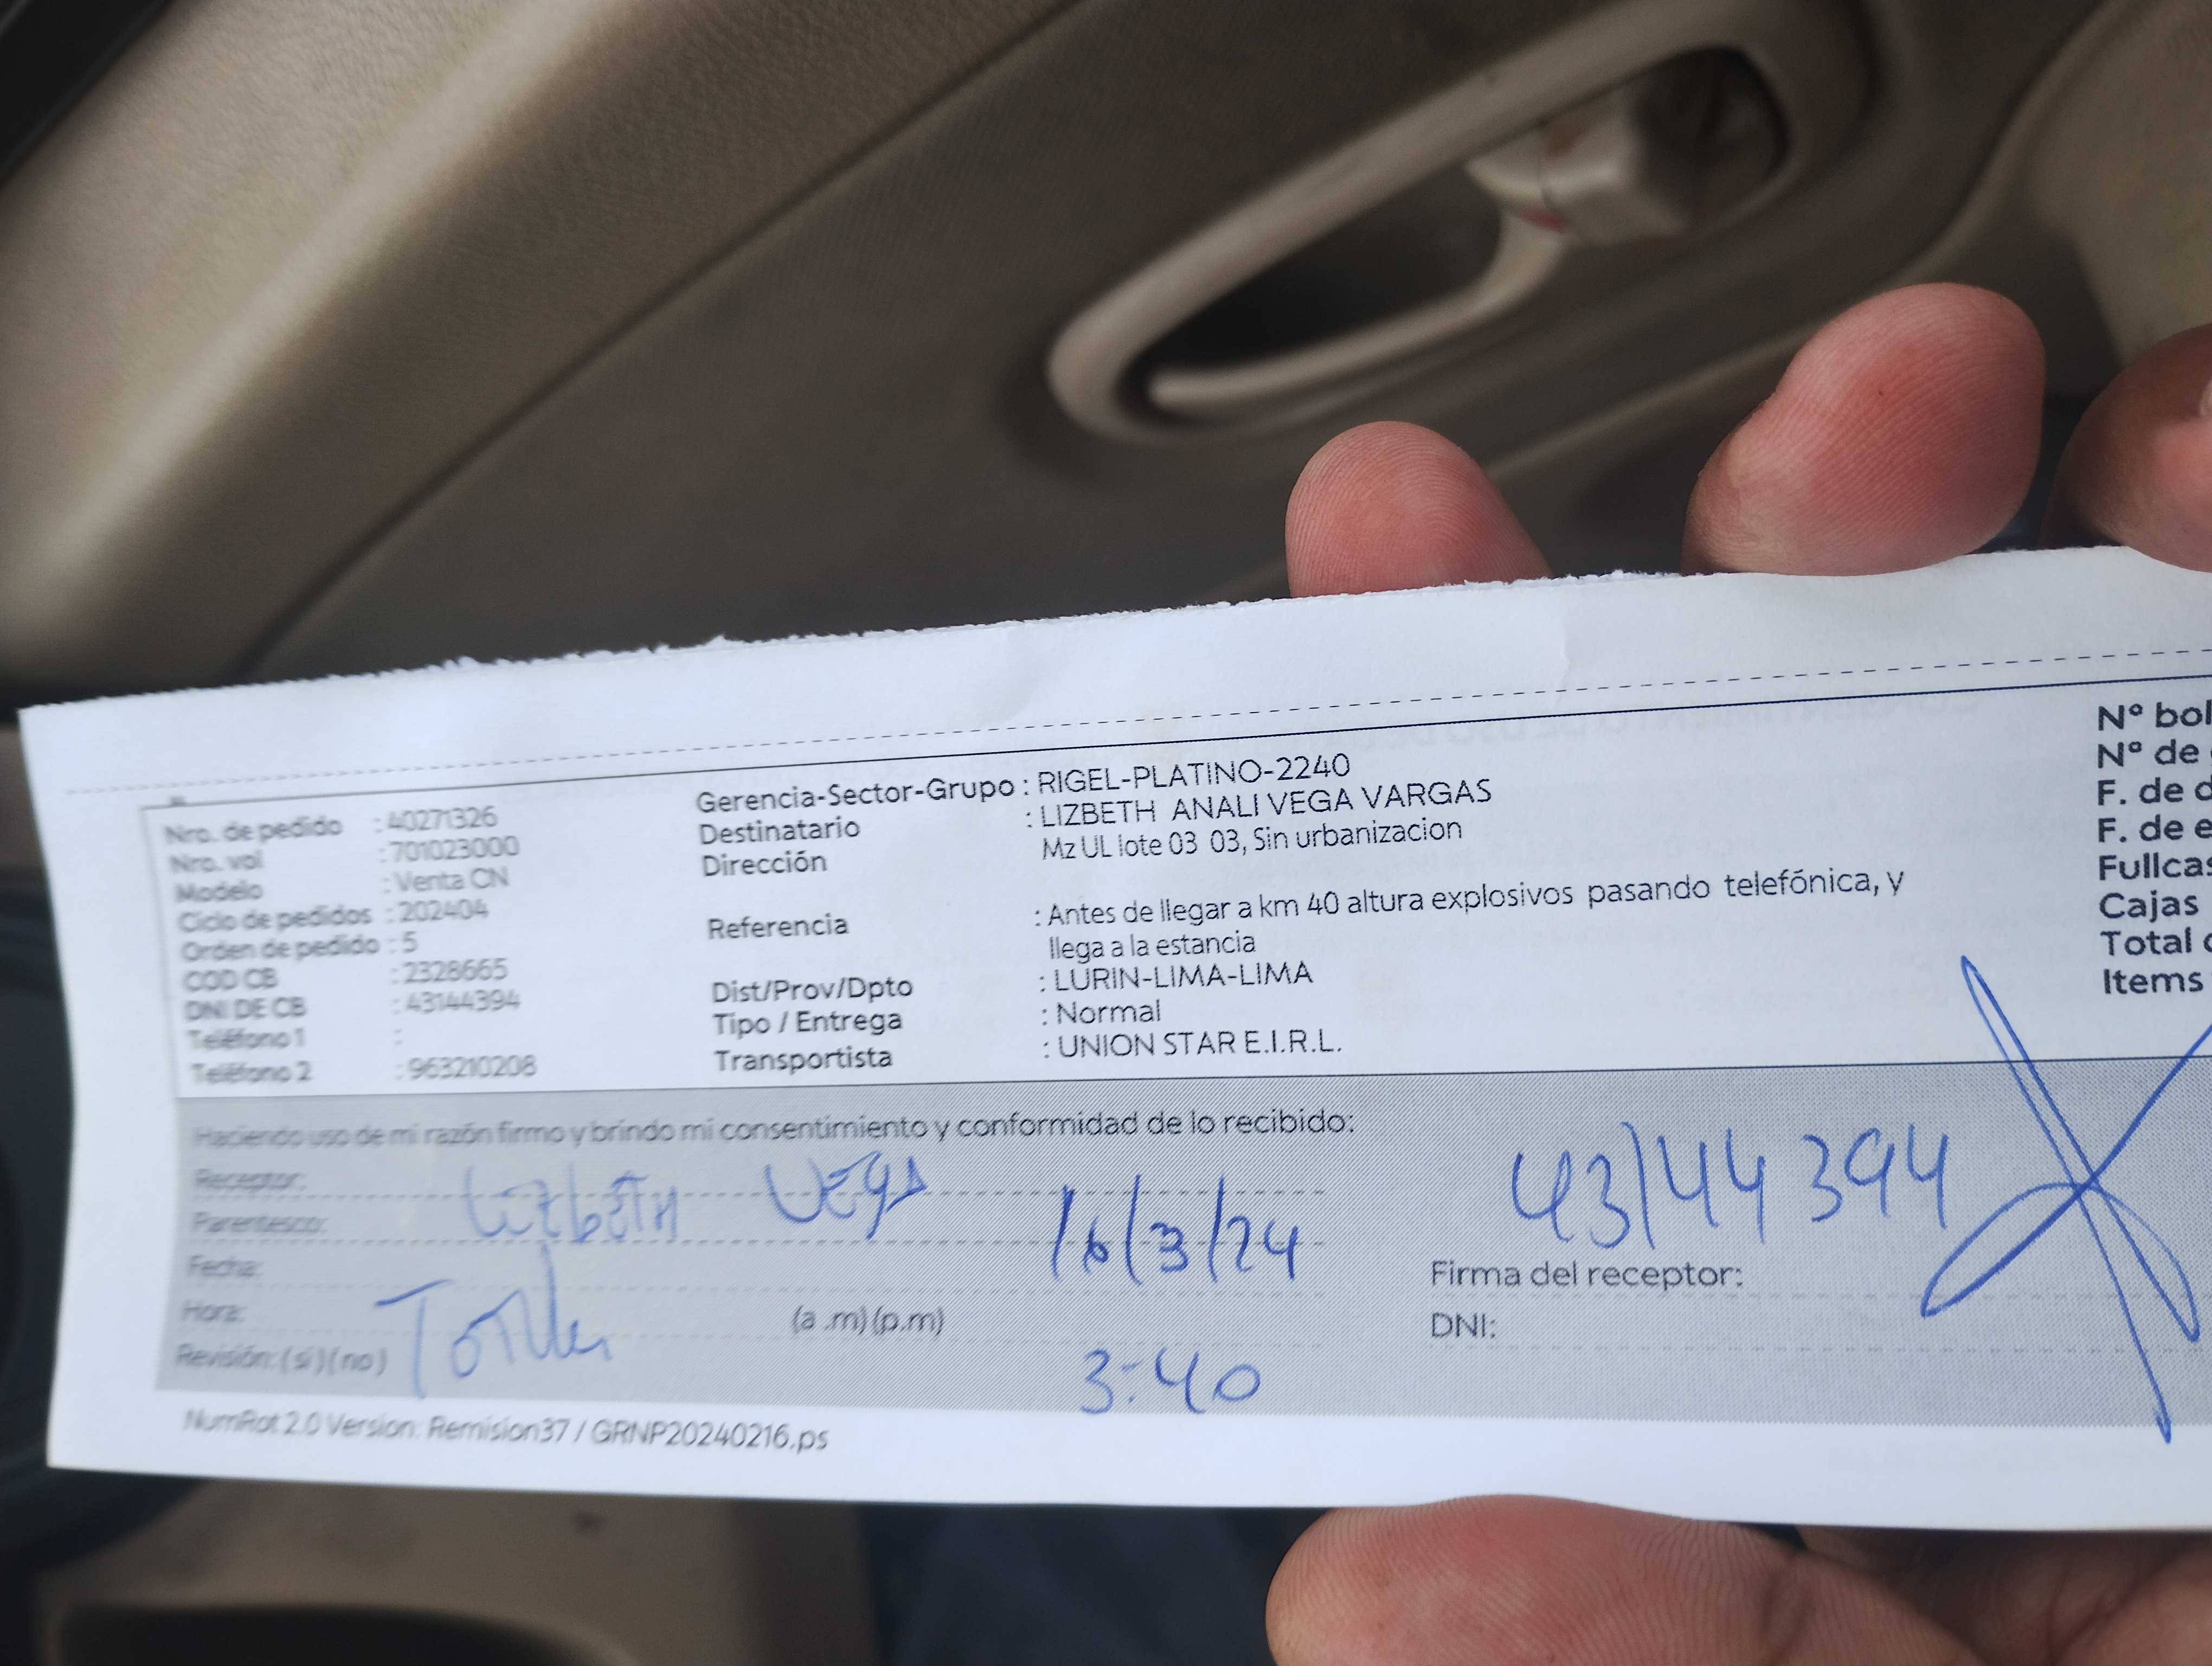 Nro. de pedido : 40271326
Nro. vol : 701023000
Modelo : Venta CN
Ciclo de pedidos : 202404
Orden de pedido : 5
COD CB : 2328665
DNI DE CB : 43144394
Teléfono 1 :
Teléfono 2 : 963210208
Gerencia-Sector-Grupo : RIGEL-PLATINO-2240
Destinatario : LIZBETH ANALI VEGA VARGAS
Dirección Mz UL lote 03 03, Sin urbanizacion
Referencia : Antes de llegar a km 40 altura explosivos pasando telefónica, y
llega a la estancia
Dist/Prov/Dpto : LURIN-LIMA-LIMA
Tipo / Entrega : Normal
Transportista : UNION STAR E.I.R.L.
N° bol
N° de
F. de d
F. de e
Fullcas
Cajas
Total
Items
Haciendo uso de mi razón firmo y brindo mi consentimiento y conformidad de lo recibido:
Receptor: Lizbeth Vega
Parentesco:
Fecha: 16/3/24
Hora: (a .m) (p.m)
Revisión: (si) (no)
3:40
43144394
Firma del receptor:
DNI:
NumRot 2.0 Version: Remision37 / GRNP20240216.ps